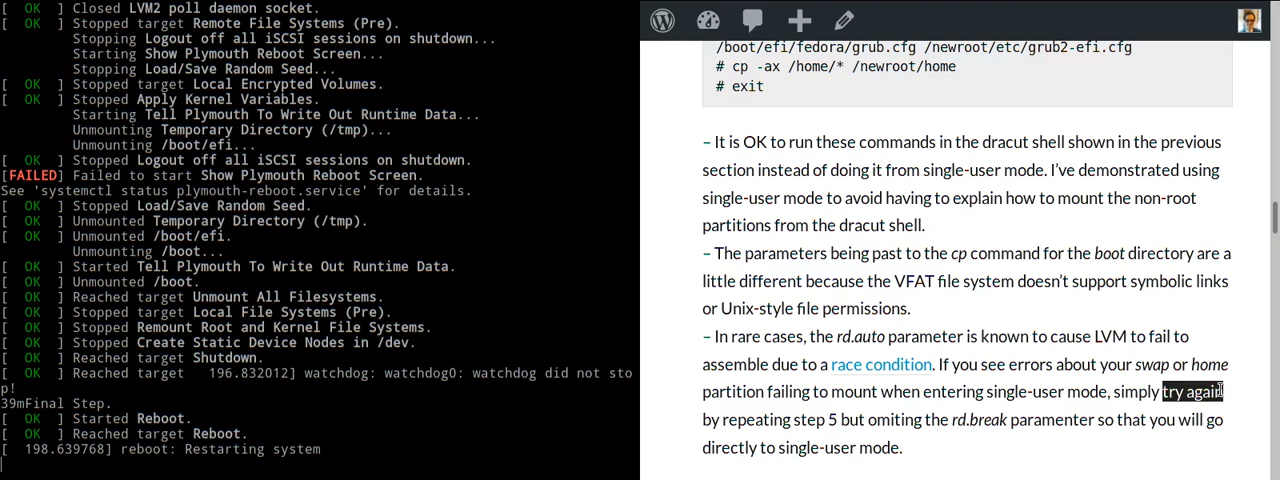 [  OK  ] Closed LVM2 poll daemon socket.
[  OK  ] Stopped target Remote File Systems (Pre).
Stopping Logout off all iSCSI sessions on shutdown...
Starting Show Plymouth Reboot Screen...
Stopping Load/Save Random Seed...
[  OK  ] Stopped target Local Encrypted Volumes.
[  OK  ] Stopped Apply Kernel Variables.
Starting Tell Plymouth To Write Out Runtime Data...
Unmounting Temporary Directory (/tmp)...
Unmounting /boot/efi...
[  OK  ] Stopped Logout off all iSCSI sessions on shutdown.
[FAILED] Failed to start Show Plymouth Reboot Screen.
See 'systemctl status plymouth-reboot.service' for details.
[  OK  ] Stopped Load/Save Random Seed.
[  OK  ] Unmounted Temporary Directory (/tmp).
[  OK  ] Unmounted /boot/efi.
Unmounting /boot...
[  OK  ] Started Tell Plymouth To Write Out Runtime Data.
[  OK  ] Unmounted /boot.
[  OK  ] Reached target Unmount All Filesystems.
[  OK  ] Stopped target Local File Systems (Pre).
[  OK  ] Stopped Remount Root and Kernel File Systems.
[  OK  ] Stopped Create Static Device Nodes in /dev.
[  OK  ] Reached target Shutdown.
[  OK  ] Reached target   196.832012] watchdog: watchdog0: watchdog did not sto
p!
39mFinal Step.
[  OK  ] Started Reboot.
[  OK  ] Reached target Reboot.
[  198.639768] reboot: Restarting system
/boot/efi/fedora/grub.cfg /newroot/etc/grub2-efi.cfg
# cp -ax /home/* /newroot/home
# exit
– It is OK to run these commands in the dracut shell shown in the previous
section instead of doing it from single-user mode. I’ve demonstrated using
single-user mode to avoid having to explain how to mount the non-root
partitions from the dracut shell.
– The parameters being past to the cp command for the boot directory are a
little different because the VFAT file system doesn’t support symbolic links
or Unix-style file permissions.
– In rare cases, the rd.auto parameter is known to cause LVM to fail to
assemble due to a race condition. If you see errors about your swap or home
partition failing to mount when entering single-user mode, simply try again
by repeating step 5 but omiting the rd.break paramenter so that you will go
directly to single-user mode.